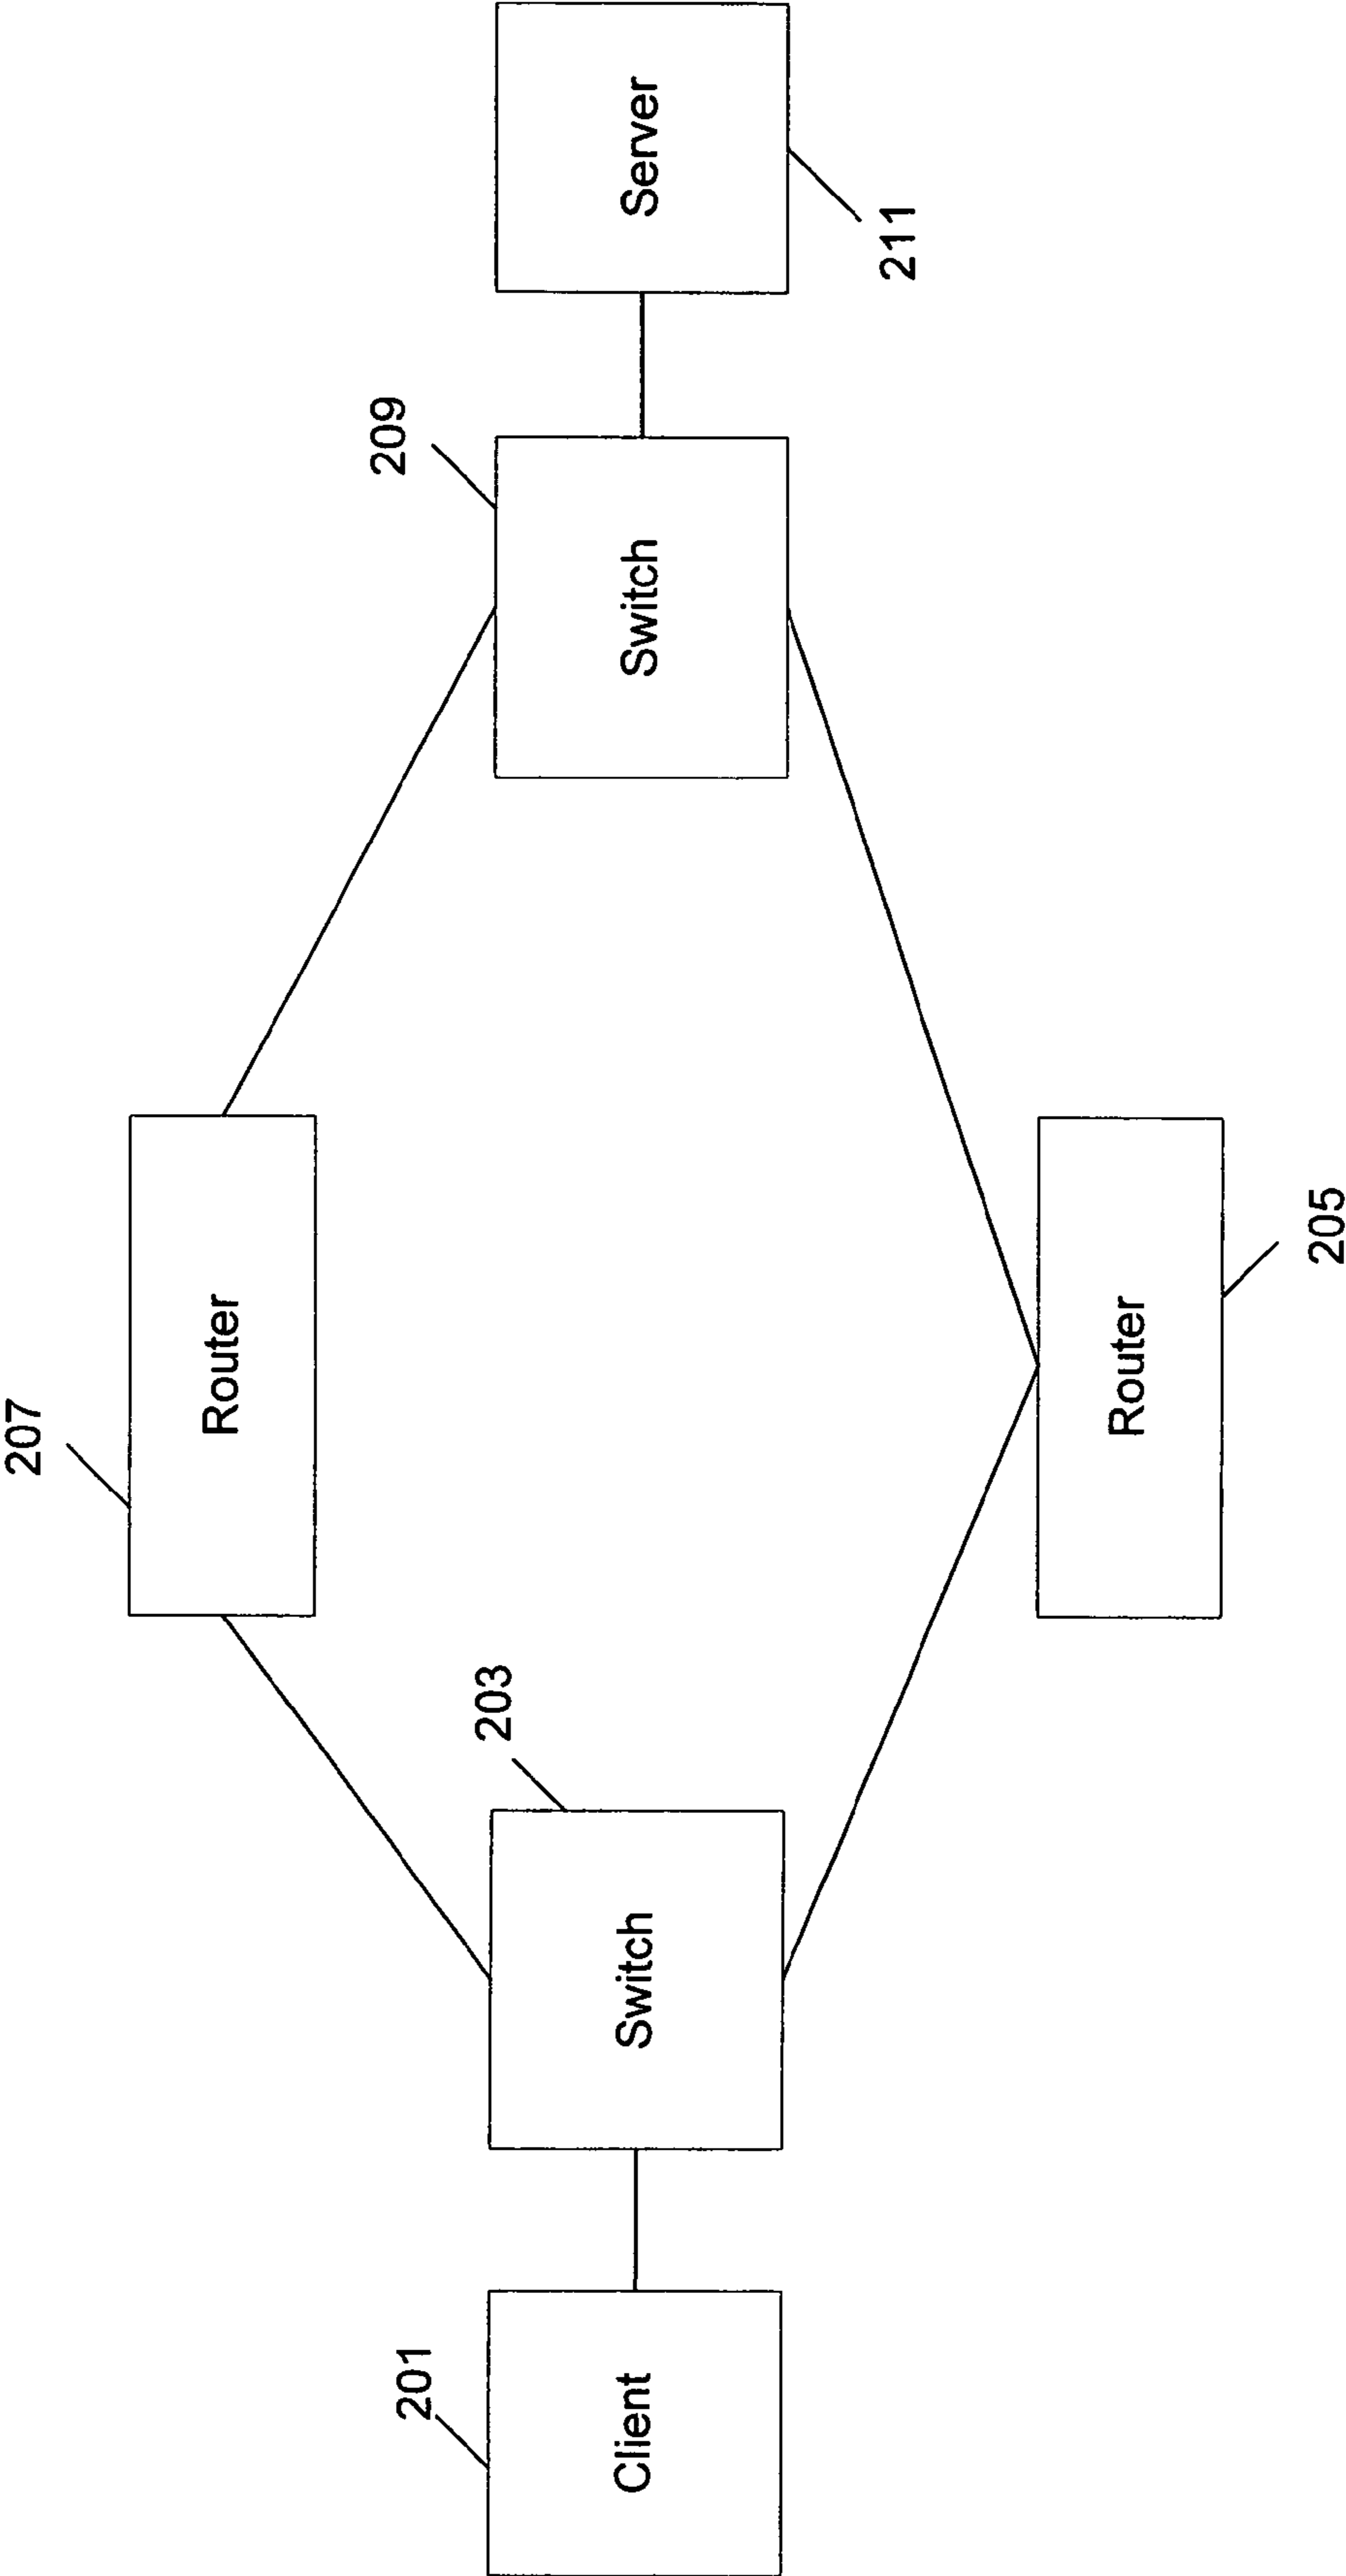 207
Router
209
201
203
Client
Switch
Switch
Server
211
Router
205